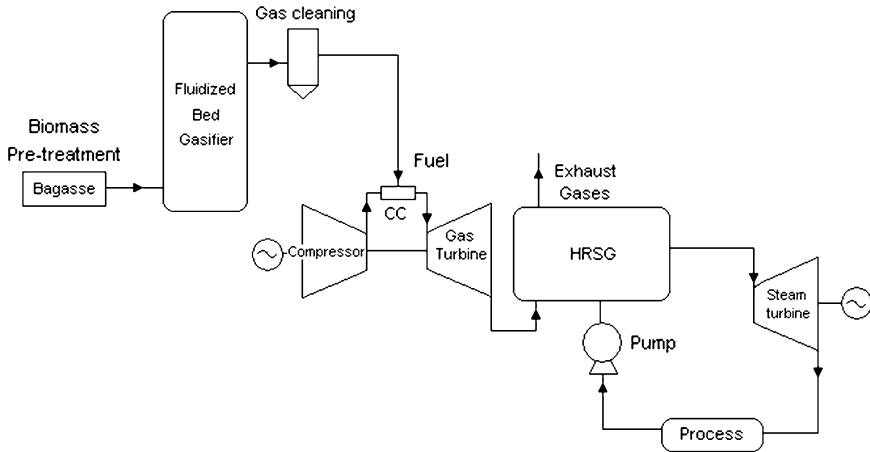 Gas cleaning
Fluidized
Bed
Gasifier
Biomass
Pre-treatment
Bagasse
Fuel
CC
Compressor
Gas
Turbine
Exhaust
Gases
HRSG
Steam
turbine
Pump
Process